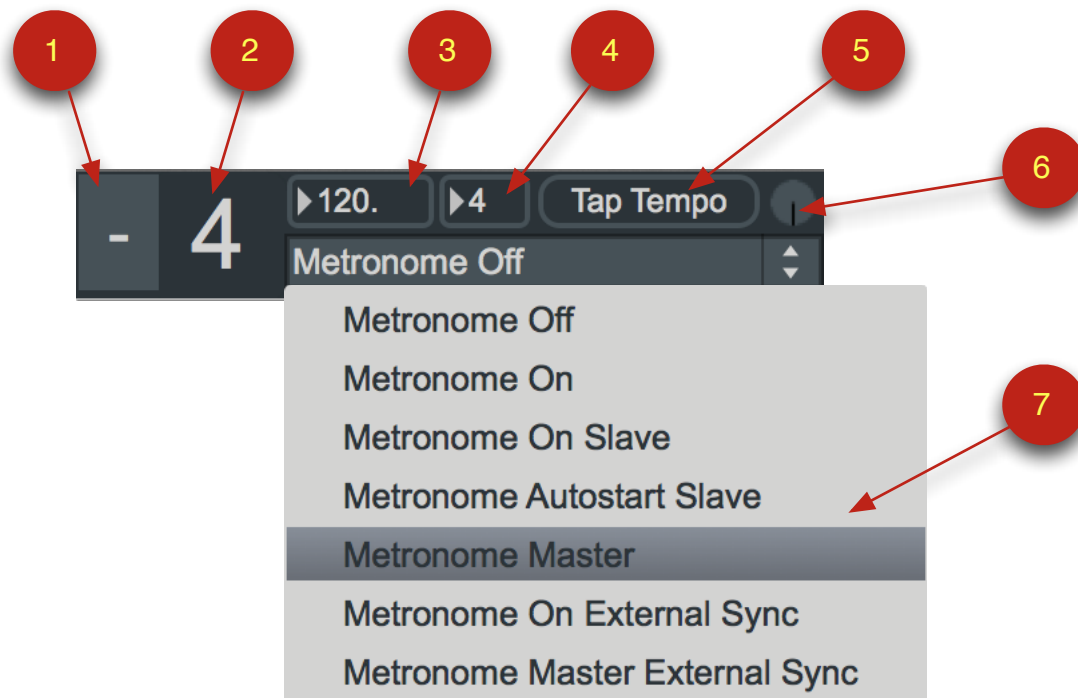 1 2 3 4 5
6
- 4 120. 4 Tap Tempo
Metronome Off
Metronome Off
Metronome On
Metronome On Slave
7
Metronome Autostart Slave
Metronome Master
Metronome On External Sync
Metronome Master External Sync